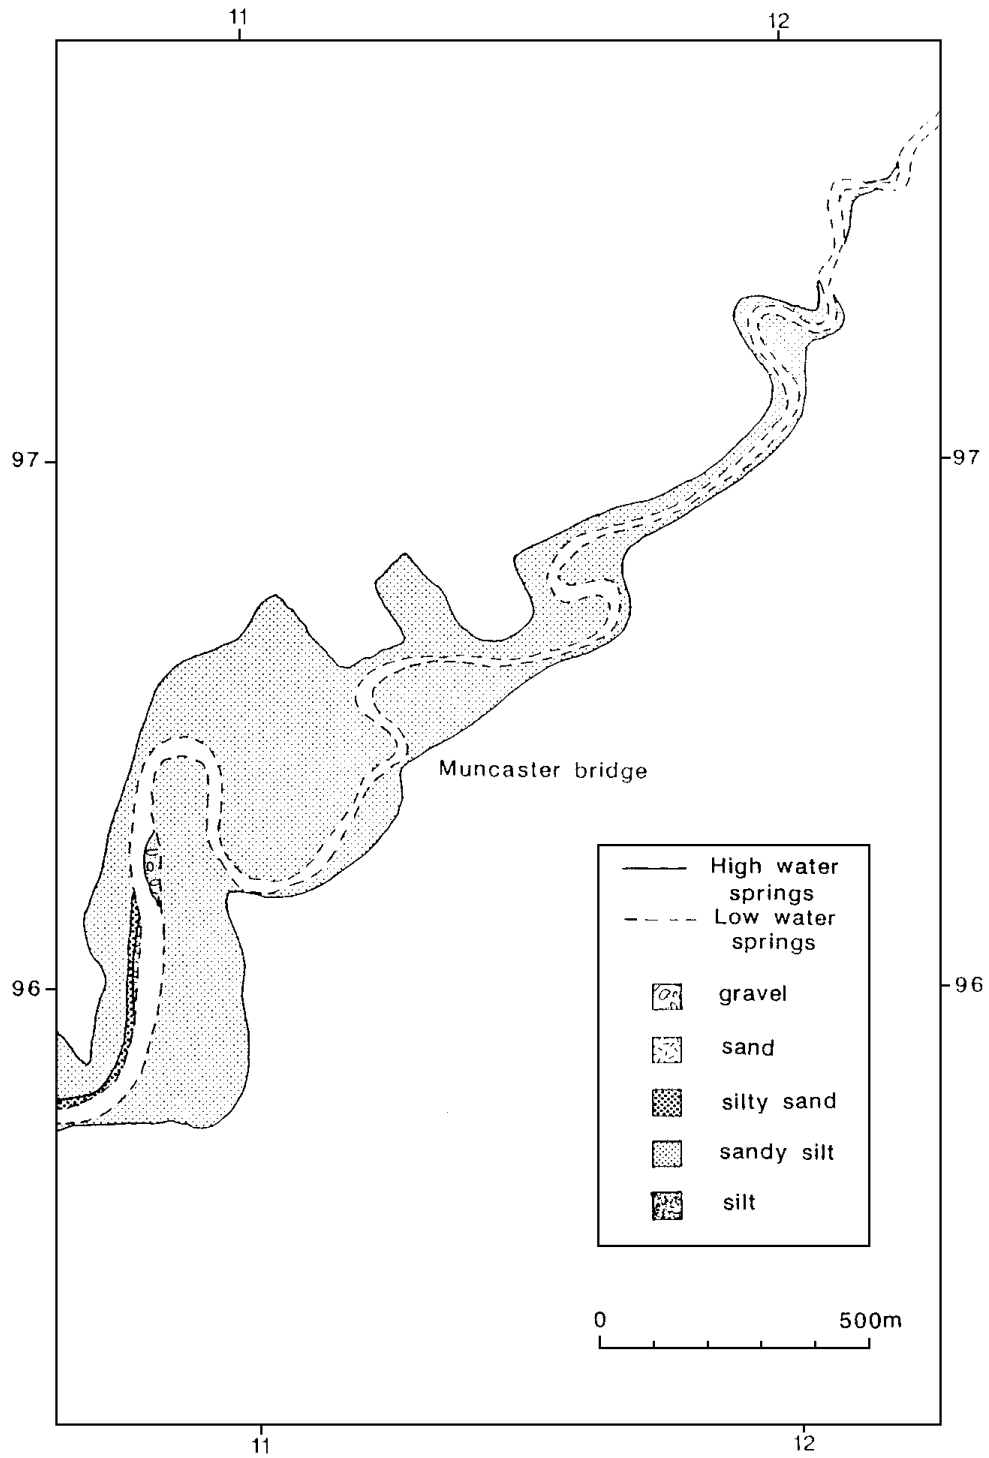 11 12
97 97
Muncaster bridge
High water
springs
Low water
springs
96 96
gravel
sand
silty sand
sandy silt
silt
0 500m
11 12